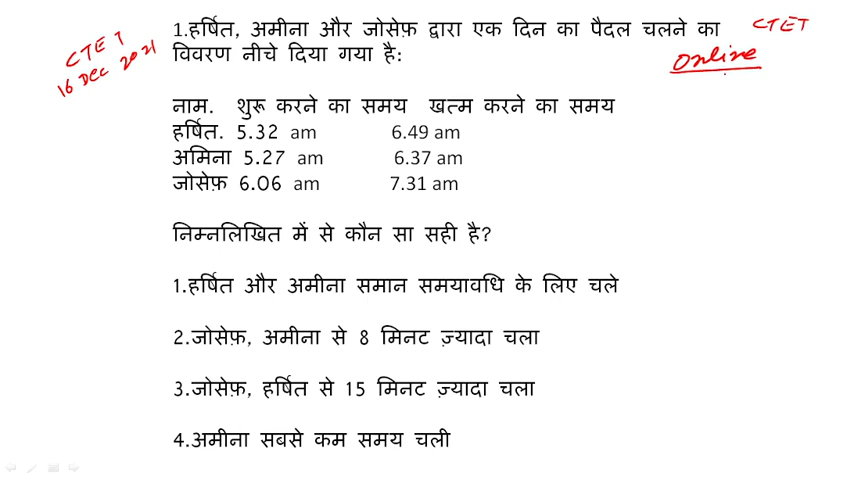 1.हर्षित, अमीना और जोसेफ़ द्वारा एक दिन का पैदल चलने का
विवरण नीचे दिया गया है:
CTET
16 Dec 2021
CTET
Online
नाम. शुरू करने का समय खत्म करने का समय
हर्षित. 5.32 am 6.49 am
अमिना 5.27 am 6.37 am
जोसेफ़ 6.06 am 7.31 am
निम्नलिखित में से कौन सा सही है?
1.हर्षित और अमीना समान समयावधि के लिए चले
2.जोसेफ़, अमीना से 8 मिनट ज़्यादा चला
3.जोसेफ़, हर्षित से 15 मिनट ज़्यादा चला
4.अमीना सबसे कम समय चली